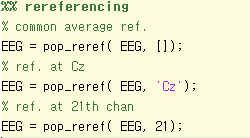 %% rereferencing
% common average ref.
EEG = pop_reref( EEG, []);
% ref. at Cz
EEG = pop_reref( EEG, 'Cz');
% ref. at 21th chan
EEG = pop_reref( EEG, 21);